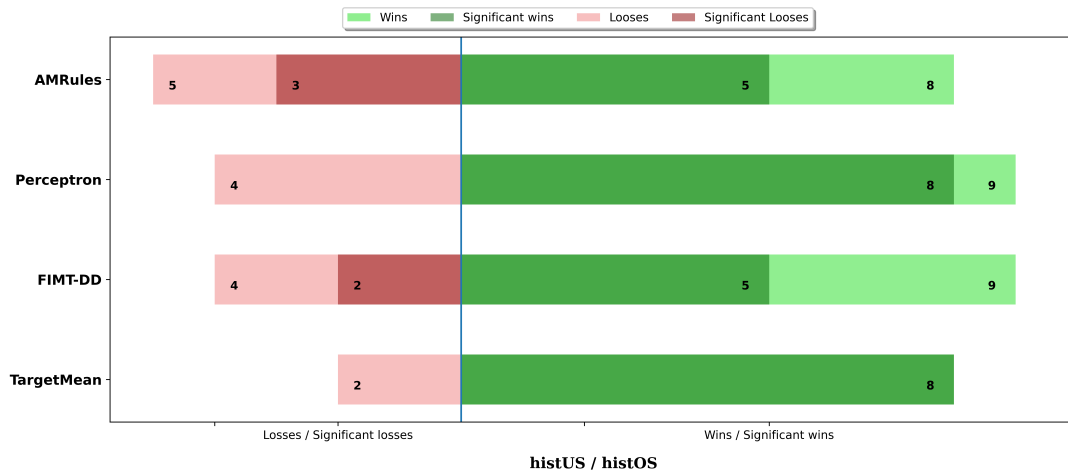 Wins Significant wins Looses Significant Looses
AMRules 5 3 5 8
Perceptron 4 8 9
FIMT-DD 4 2 5 9
TargetMean 2 8
Losses / Significant losses Wins / Significant wins
histUS / histOS